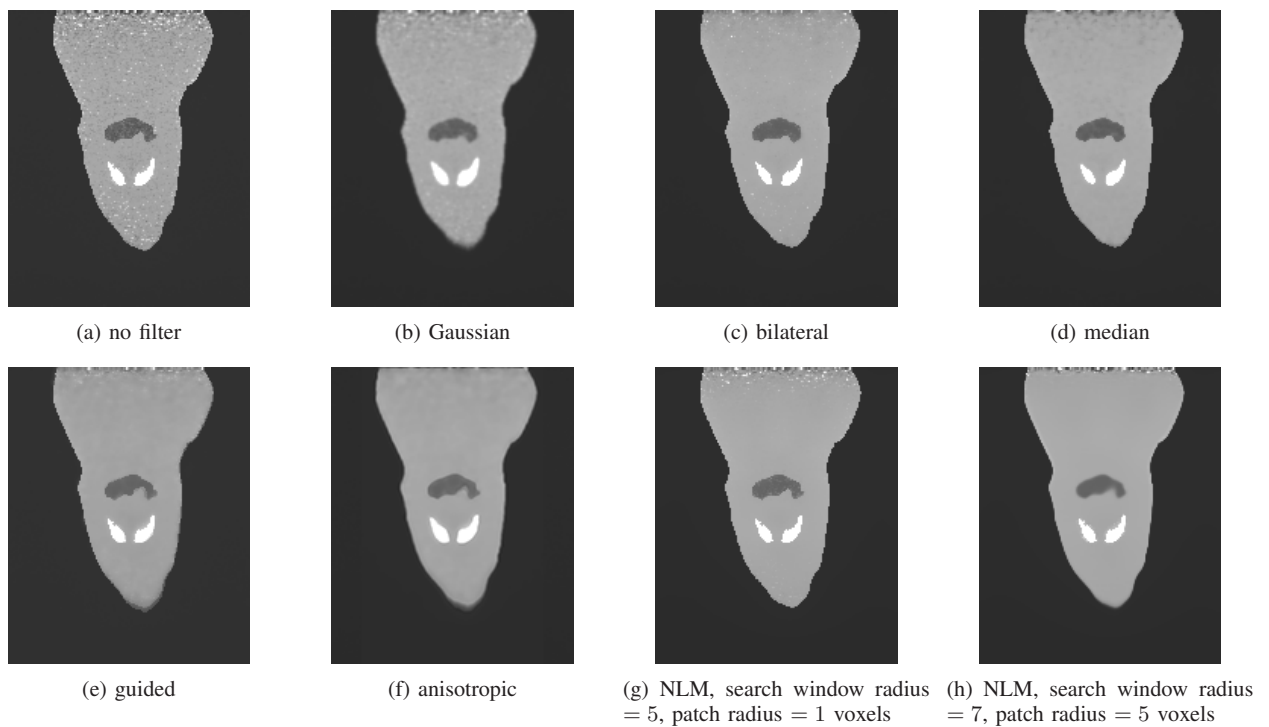 (a) no filter
(b) Gaussian
(c) bilateral
(d) median
(e) guided
(f) anisotropic
(g) NLM, search window radius
= 5, patch radius = 1 voxels
(h) NLM, search window radius
= 7, patch radius = 5 voxels